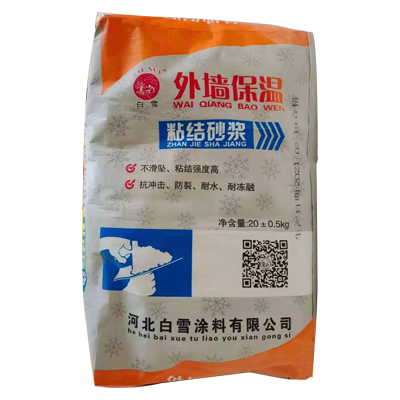 白雪
外墙保温
WAI QIANG BAO WEN
粘结砂浆
ZHAN JIE SHA JIANG
不滑坠、粘结强度高
抗冲击、防裂、耐水、耐冻融
净含量:20±0.5kg
河北白雪涂料有限公司
he bei bai xue tu liao you xian gong si